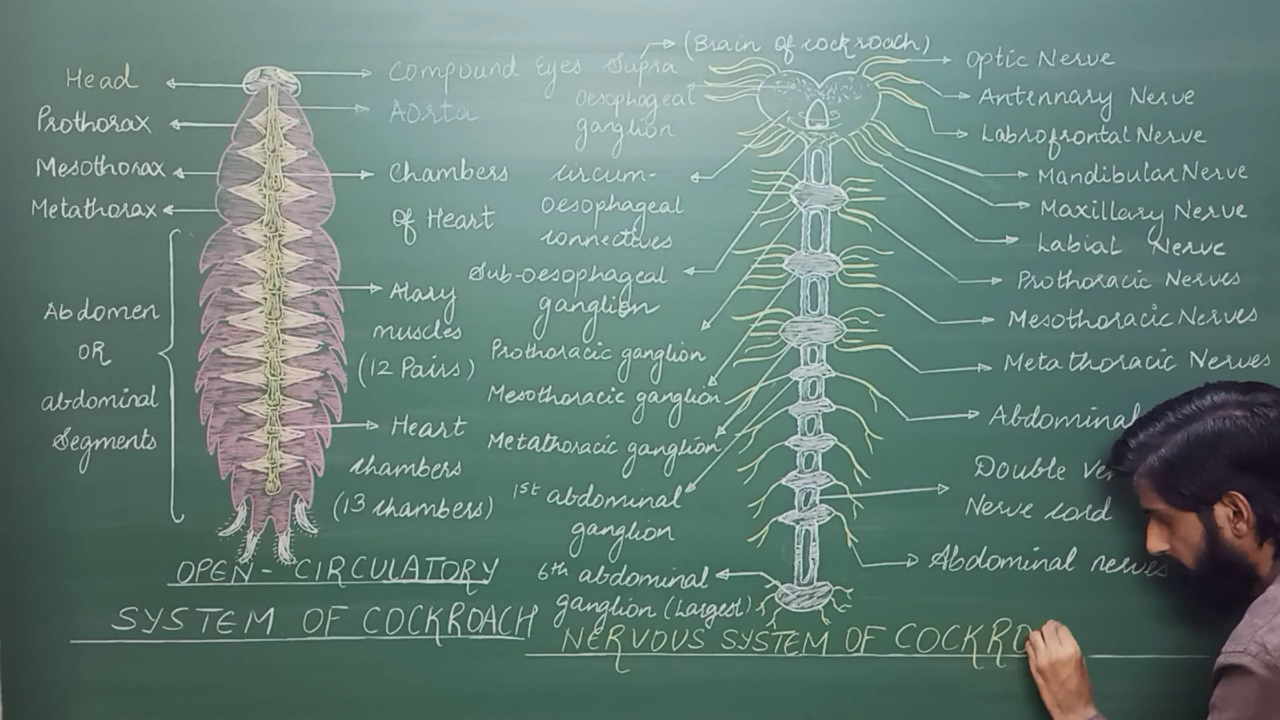 Head
Prothorax
Mesothorax
Metathorax
Abdomen
OR
abdominal
Segments
Compound Eyes
Aorta
Chambers
of Heart
Alary
muscles
(12 Pairs)
Heart
chambers
(13 chambers)
OPEN-CIRCULATORY
SYSTEM OF COCKROACH
(Brain of cockroach)
Supra
Oesophageal
ganglion
circum-
Oesophageal
connectives
Sub-oesophageal
ganglion
Prothoracic ganglion
Mesothoracic ganglion
Metathoracic ganglion
1st abdominal
ganglion
6th abdominal
ganglion (Largest)
Optic Nerve
Antennary Nerve
Labrofrontal Nerve
Mandibular Nerve
Maxillary Nerve
Labial Nerve
Prothoracic Nerves
Mesothoracic Nerves
Metathoracic Nerves
Abdominal
Double Ve
Nerve cord
Abdominal nerves
NERVOUS SYSTEM OF COCKRO